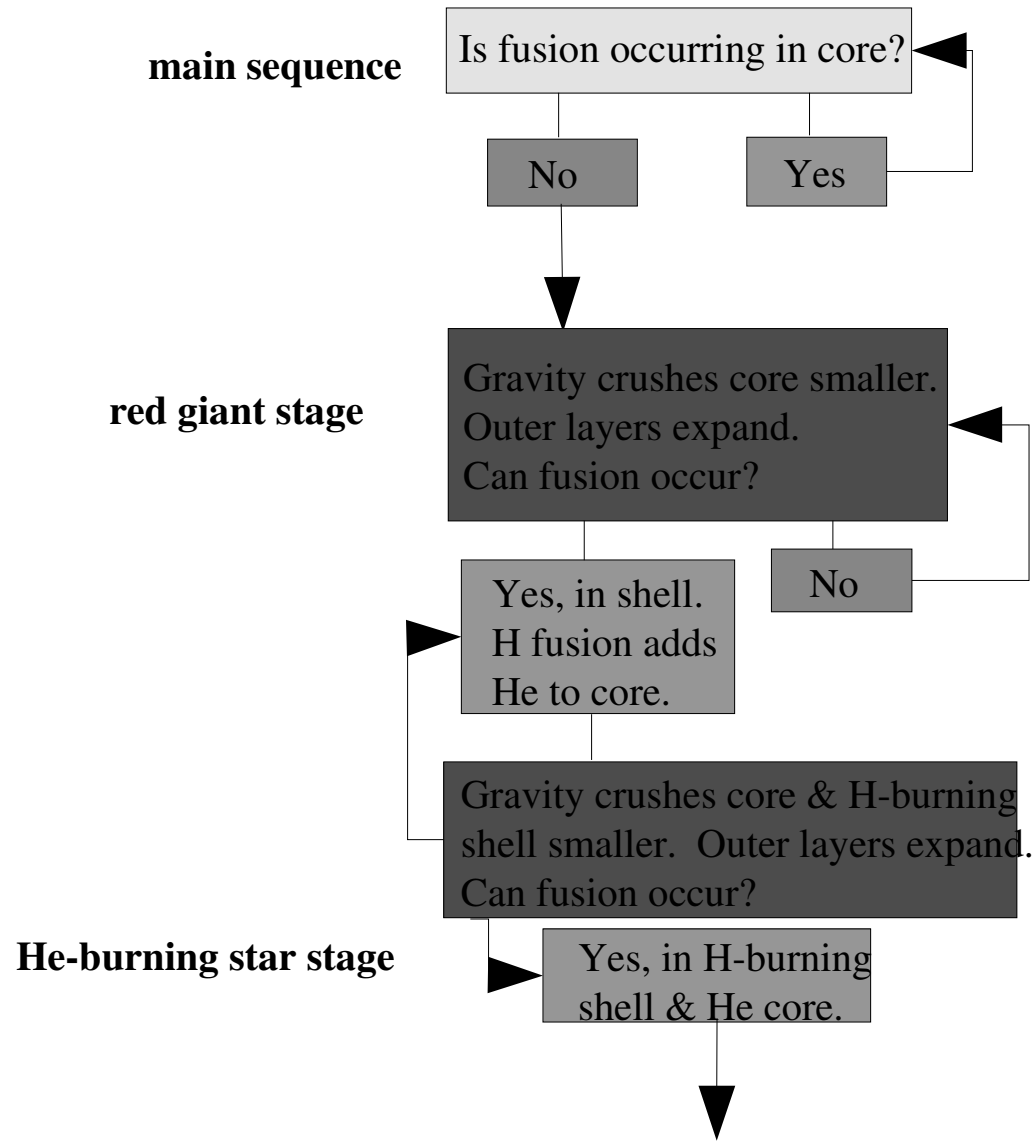 main sequence
Is fusion occurring in core?
No
Yes
red giant stage
Gravity crushes core smaller.
Outer layers expand.
Can fusion occur?
No
Yes, in shell.
H fusion adds
He to core.
Gravity crushes core & H-burning
shell smaller.  Outer layers expand.
Can fusion occur?
He-burning star stage
Yes, in H-burning
shell & He core.